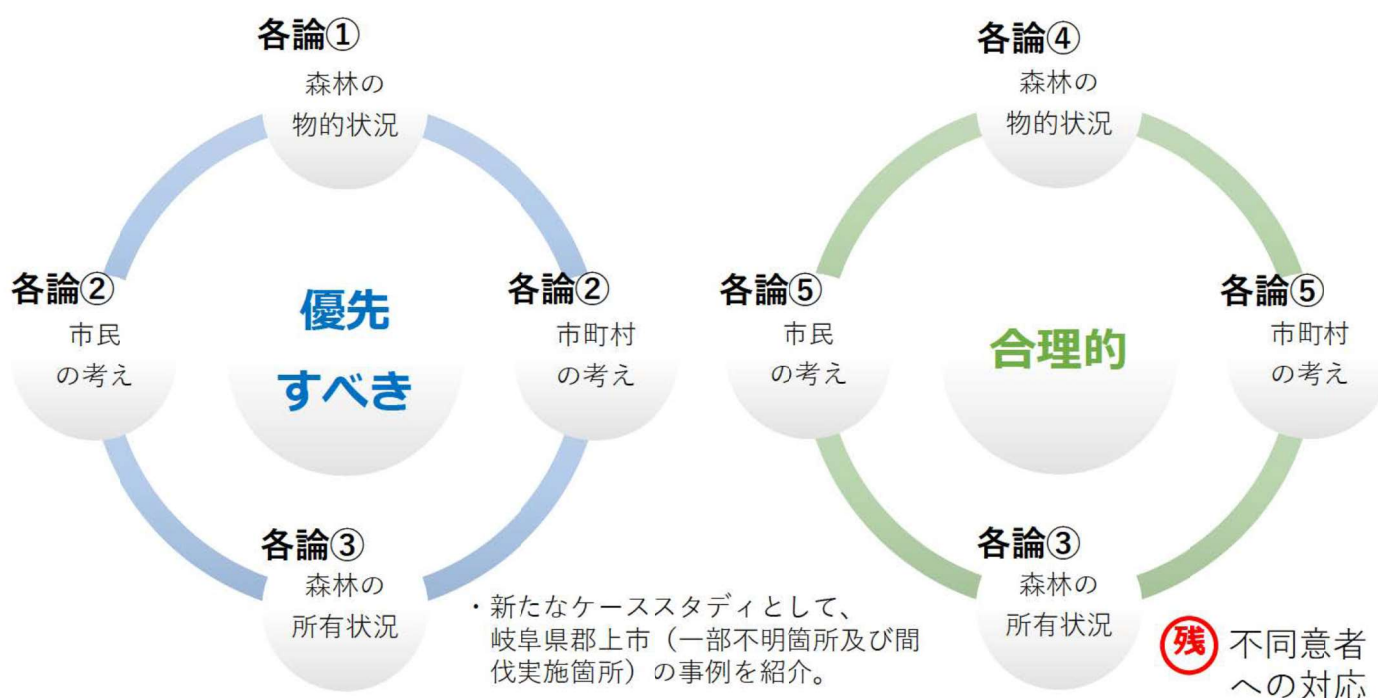 各論①
森林の
物的状況
各論②
市民
の考え
優先
すべき
各論②
市町村
の考え
各論③
森林の
所有状況
・新たなケーススタディとして、
岐阜県郡上市（一部不明箇所及び間
伐実施箇所）の事例を紹介。
各論④
森林の
物的状況
各論⑤
市民
の考え
合理的
各論⑤
市町村
の考え
各論③
森林の
所有状況
残
不同意者
への対応